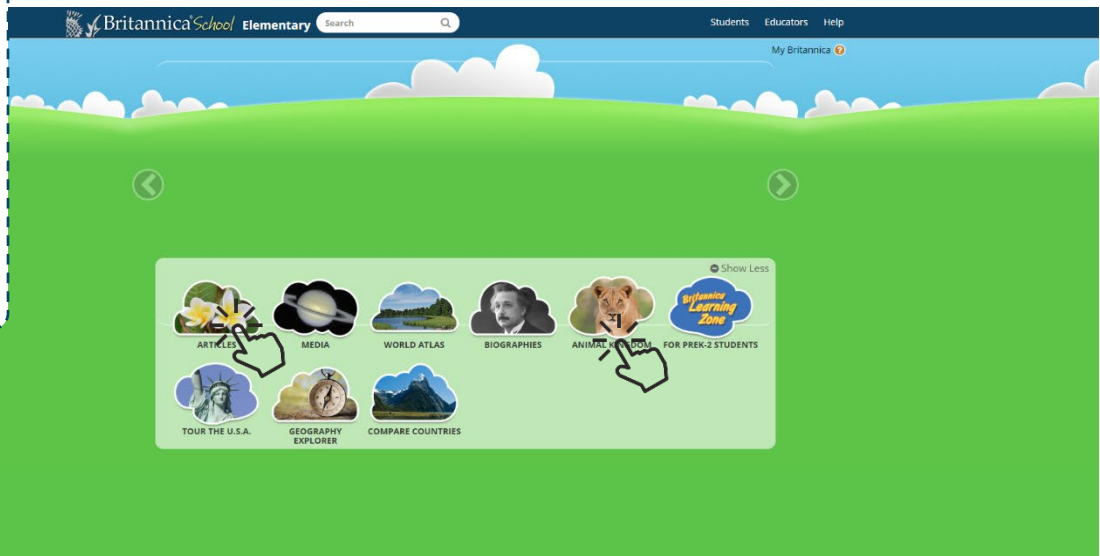 Britannica School Elementary Search Students Educators Help
My Britannica ?
Show Less
ARTICLES MEDIA WORLD ATLAS BIOGRAPHIES ANIMAL KINGDOM FOR PREK-2 STUDENTS
Britannica
Learning
Zone
TOUR THE U.S.A. GEOGRAPHY EXPLORER COMPARE COUNTRIES